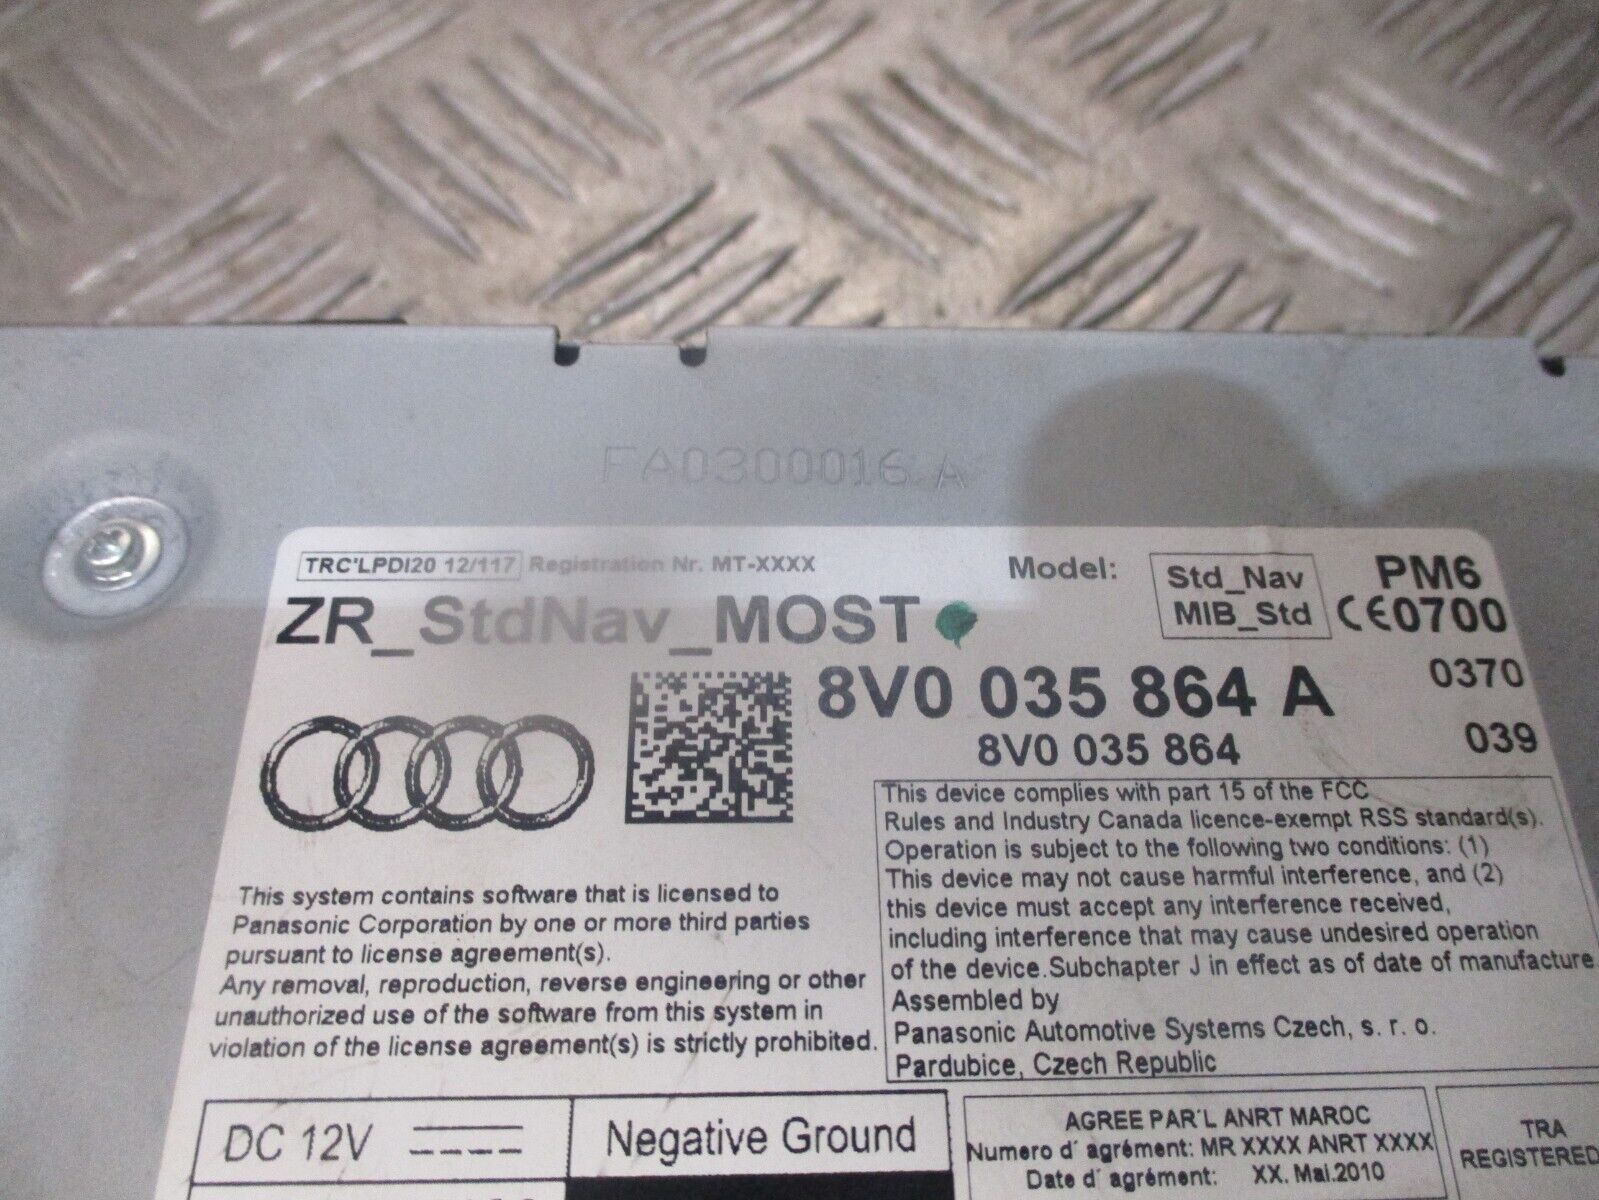 FA0300016 A
TRC'LPDI20 12/117 Registration Nr. MT-XXXX
Model: Std_Nav PM6
MIB_Std CE0700
ZR_StdNav_MOST
8V0 035 864 A 0370
8V0 035 864 039
This system contains software that is licensed to
Panasonic Corporation by one or more third parties
pursuant to license agreement(s).
Any removal, reproduction, reverse engineering or other
unauthorized use of the software from this system in
violation of the license agreement(s) is strictly prohibited.
This device complies with part 15 of the FCC
Rules and Industry Canada licence-exempt RSS standard(s).
Operation is subject to the following two conditions: (1)
This device may not cause harmful interference, and (2)
this device must accept any interference received,
including interference that may cause undesired operation
of the device.Subchapter J in effect as of date of manufacture.
Assembled by
Panasonic Automotive Systems Czech, s. r. o.
Pardubice, Czech Republic
DC 12V
Negative Ground
AGREE PAR'L ANRT MAROC
Numero d' agrément: MR XXXX ANRT XXXX
Date d' agrément: XX. Mai.2010
TRA
REGISTERED